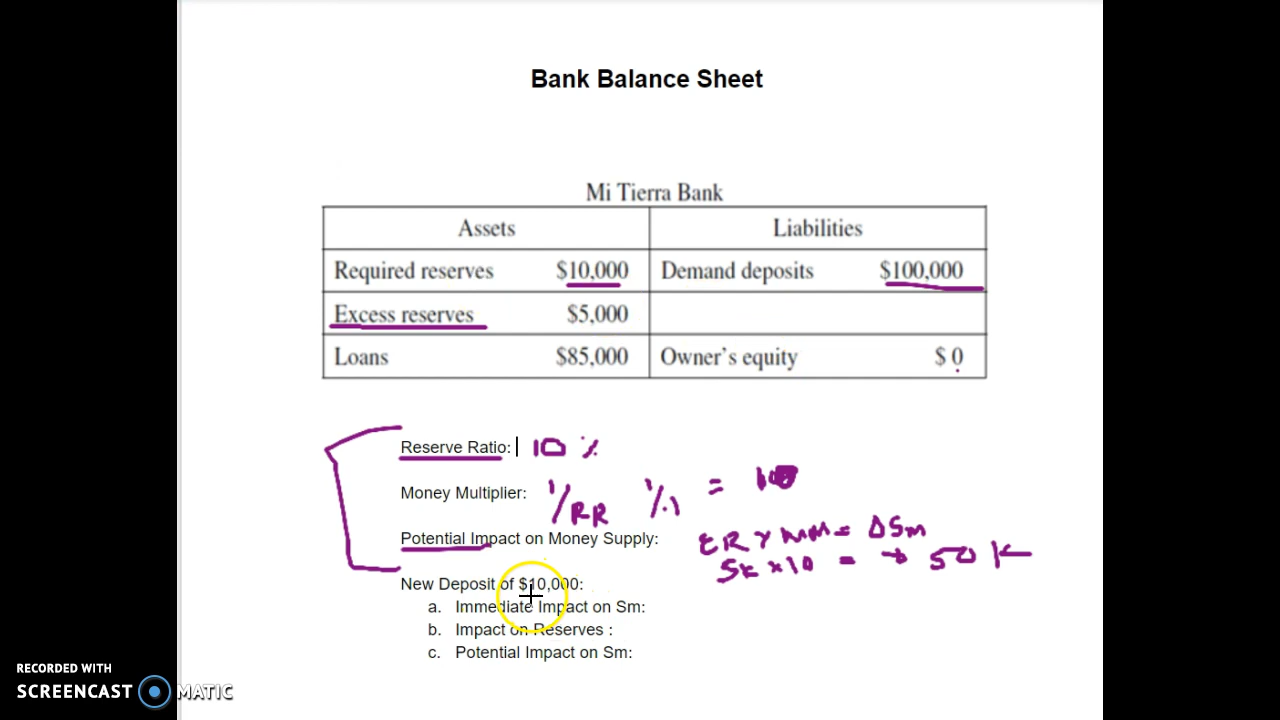 Bank Balance Sheet
Mi Tierra Bank
Assets Liabilities
Required reserves $10,000 Demand deposits $100,000
Excess reserves $5,000
Loans $85,000 Owner's equity $ 0
Reserve Ratio: 10 %
Money Multiplier: 1/RR 1/.1 = 10
Potential Impact on Money Supply: ER x MM = ΔSm
5K x 10 = + 50 K
New Deposit of $10,000:
a. Immediate Impact on Sm:
b. Impact on Reserves :
c. Potential Impact on Sm:
RECORDED WITH
SCREENCAST MATIC